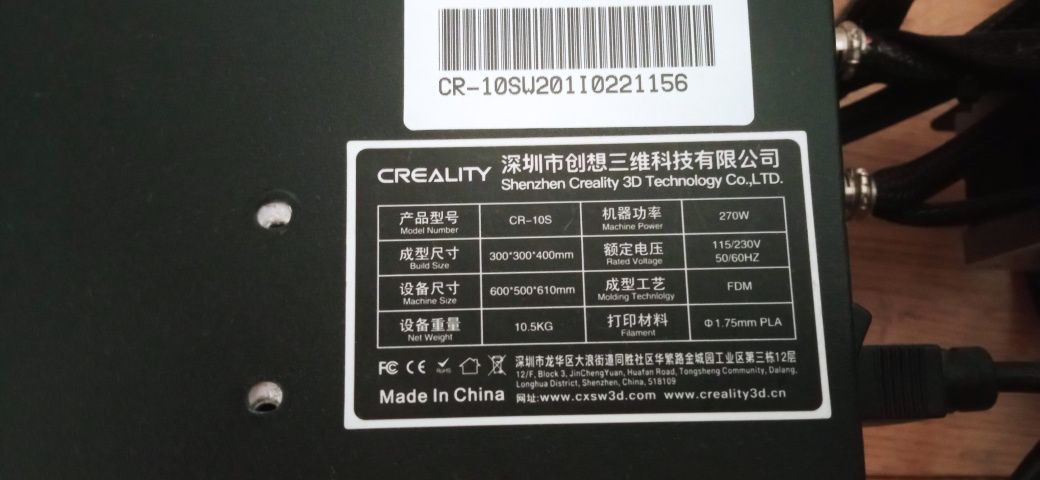 CR-10SW201I0221156
CREALITY 深圳市创想三维科技有限公司
Shenzhen Creality 3D Technology Co.,LTD.
产品型号 CR-10S 机器功率 270W
Model Number Machine Power
成型尺寸 300*300*400mm 额定电压 115/230V 50/60HZ
Build Size Rated Voltage
设备尺寸 600*500*610mm 成型工艺 FDM
Machine Size Molding Technlolgy
设备重量 10.5KG 打印材料 Φ1.75mm PLA
Net Weight Filament
FC CE RoHS 深圳市龙华区大浪街道同胜社区华繁路金城园工业区第三栋12层
12/F, Block 3, JinChengYuan, Huafan Road, Tongsheng Community, Dalang,
Longhua District, Shenzhen, China, 518109
Made In China 网址:www.cxsw3d.com www.creality3d.cn